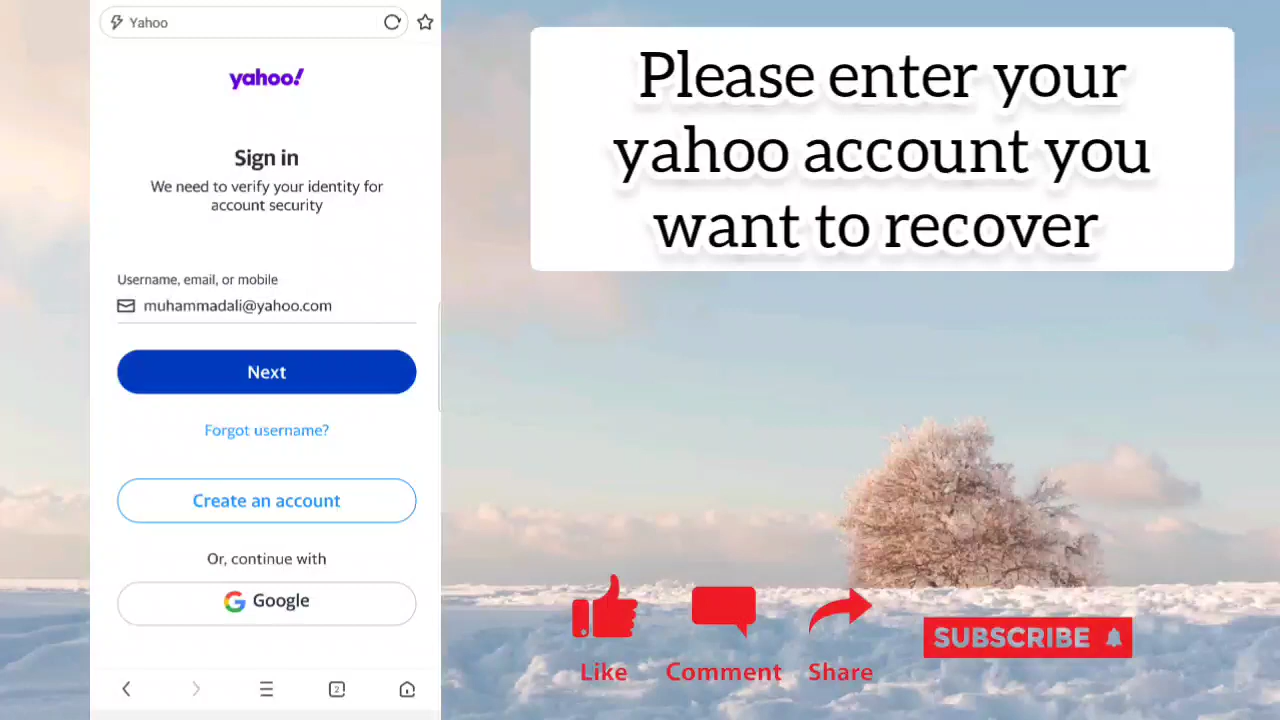 Yahoo
yahoo!
Sign in
We need to verify your identity for
account security
Username, email, or mobile
muhammadali@yahoo.com
Next
Forgot username?
Create an account
Or, continue with
Google
2
Please enter your
yahoo account you
want to recover
Like
Comment
Share
SUBSCRIBE